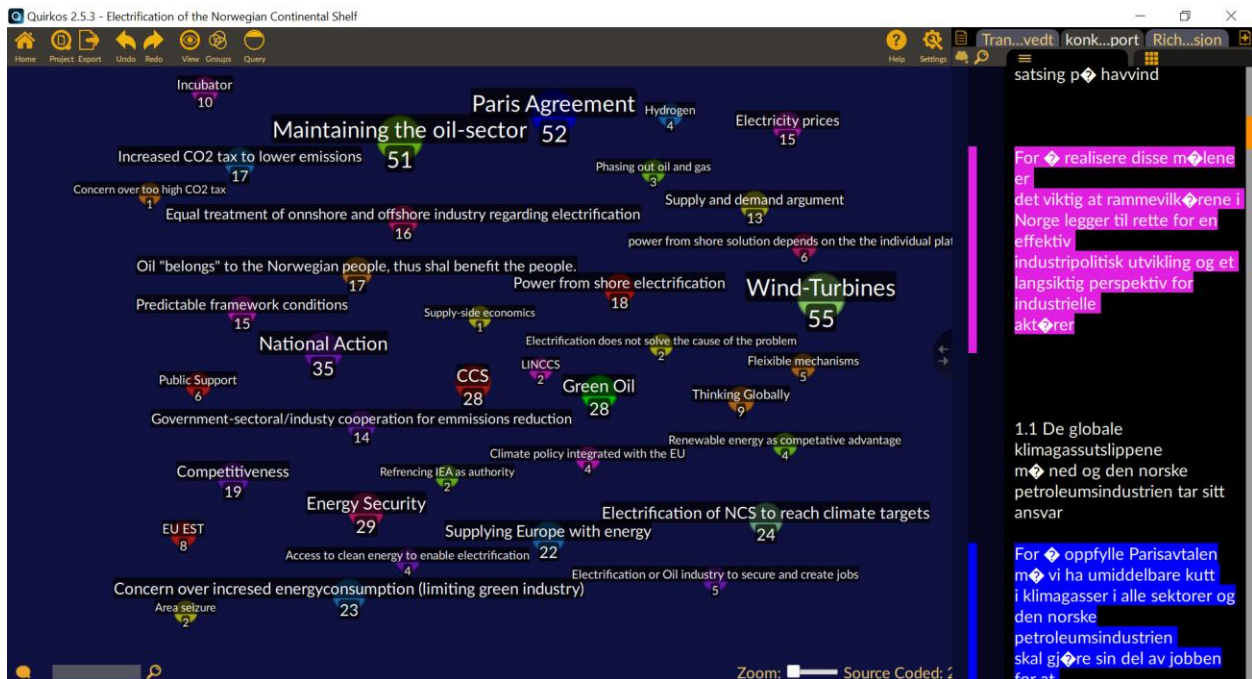 Quirkos 2.5.3 - Electrification of the Norwegian Continental Shelf
Home Project Export Undo Redo View Groups Query Help Settings
Tran...vedt konk...port Rich...sjon
Incubator
10
Paris Agreement
52
Hydrogen
4
Maintaining the oil-sector
51
Electricity prices
15
Increased CO2 tax to lower emissions
17
Phasing out oil and gas
3
Concern over too high CO2 tax
1
Supply and demand argument
13
Equal treatment of onnshore and offshore industry regarding electrification
16
power from shore solution depends on the the individual plat
6
Oil "belongs" to the Norwegian people, thus shal benefit the people.
17
Power from shore electrification
18
Wind-Turbines
55
Predictable framework conditions
15
Supply-side economics
1
National Action
35
Electrification does not solve the cause of the problem
2
Fleixible mechanisms
5
LINCCS
2
Public Support
6
CCS
28
Green Oil
28
Thinking Globally
9
Government-sectoral/industy cooperation for emmissions reduction
14
Renewable energy as competative advantage
4
Climate policy integrated with the EU
4
Competitiveness
19
Refrencing IEA as authority
2
Energy Security
29
Electrification of NCS to reach climate targets
24
EU EST
8
Supplying Europe with energy
22
Access to clean energy to enable electrification
4
Electrification or Oil industry to secure and create jobs
5
Concern over incresed energyconsumption (limiting green industry)
23
Area seizure
2
Zoom: Source Coded: 2
satsing p� havvind
For � realisere disse m�lene
er
det viktig at rammevilk�rene i
Norge legger til rette for en
effektiv
industripolitisk utvikling og et
langsiktig perspektiv for
industrielle
akt�rer
1.1 De globale
klimagassutslippene
m� ned og den norske
petroleumsindustrien tar sitt
ansvar
For � oppfylle Parisavtalen
m� vi ha umiddelbare kutt
i klimagasser i alle sektorer og
den norske
petroleumsindustrien
skal gj�re sin del av jobben
for at